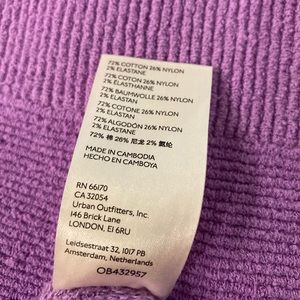 72% COTTON 26% NYLON
2% ELASTANE
72% COTON 26% NYLON
2% ELASTHANNE
72% BAUMWOLLE 26% NYLON
2% ELASTAN
72% COTONE 26% NYLON
2% ELASTAN
72% ALGODÓN 26% NYLON
2% ELASTANE
72% 棉 26% 尼龙 2% 氨纶
MADE IN CAMBODIA
HECHO EN CAMBOYA
RN 66170
CA 32054
Urban Outfitters, Inc.
146 Brick Lane
LONDON, E1 6RU
Leidsestraat 32, 1017 PB
Amsterdam, Netherlands
OB432957